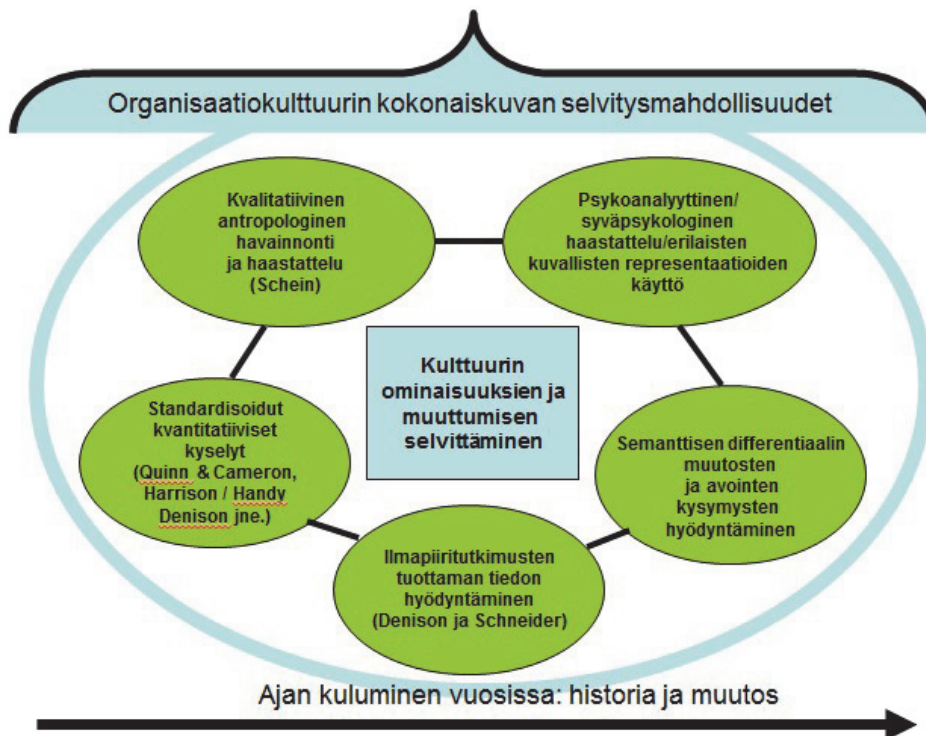 Organisaatiokulttuurin kokonaiskuvan selvitysmahdollisuudet
Kvalitatiivinen
antropologinen
havainnonti
ja haastattelu
(Schein)
Psykoanalyyttinen/
syväpsykologinen
haastattelu/erilaisten
kuvallisten representaatioiden
käyttö
Kulttuurin
ominaisuuksien ja
muuttumisen
selvittäminen
Standardisoidut
kvantitatiiviset
kyselyt
(Quinn & Cameron,
Harrison / Handy
Denison jne.)
Semanttisen differentiaalin
muutosten
ja avointen
kysymysten
hyödyntäminen
Ilmapiiritutkimusten
tuottaman tiedon
hyödyntäminen
(Denison ja Schneider)
Ajan kuluminen vuosissa: historia ja muutos